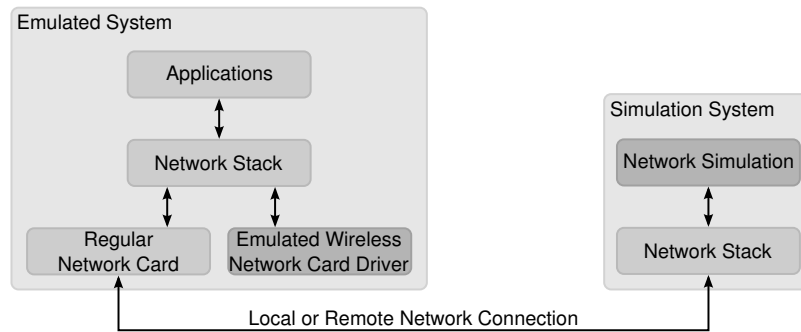 Emulated System
Applications
Network Stack
Regular
Network Card
Emulated Wireless
Network Card Driver
Simulation System
Network Simulation
Network Stack
Local or Remote Network Connection